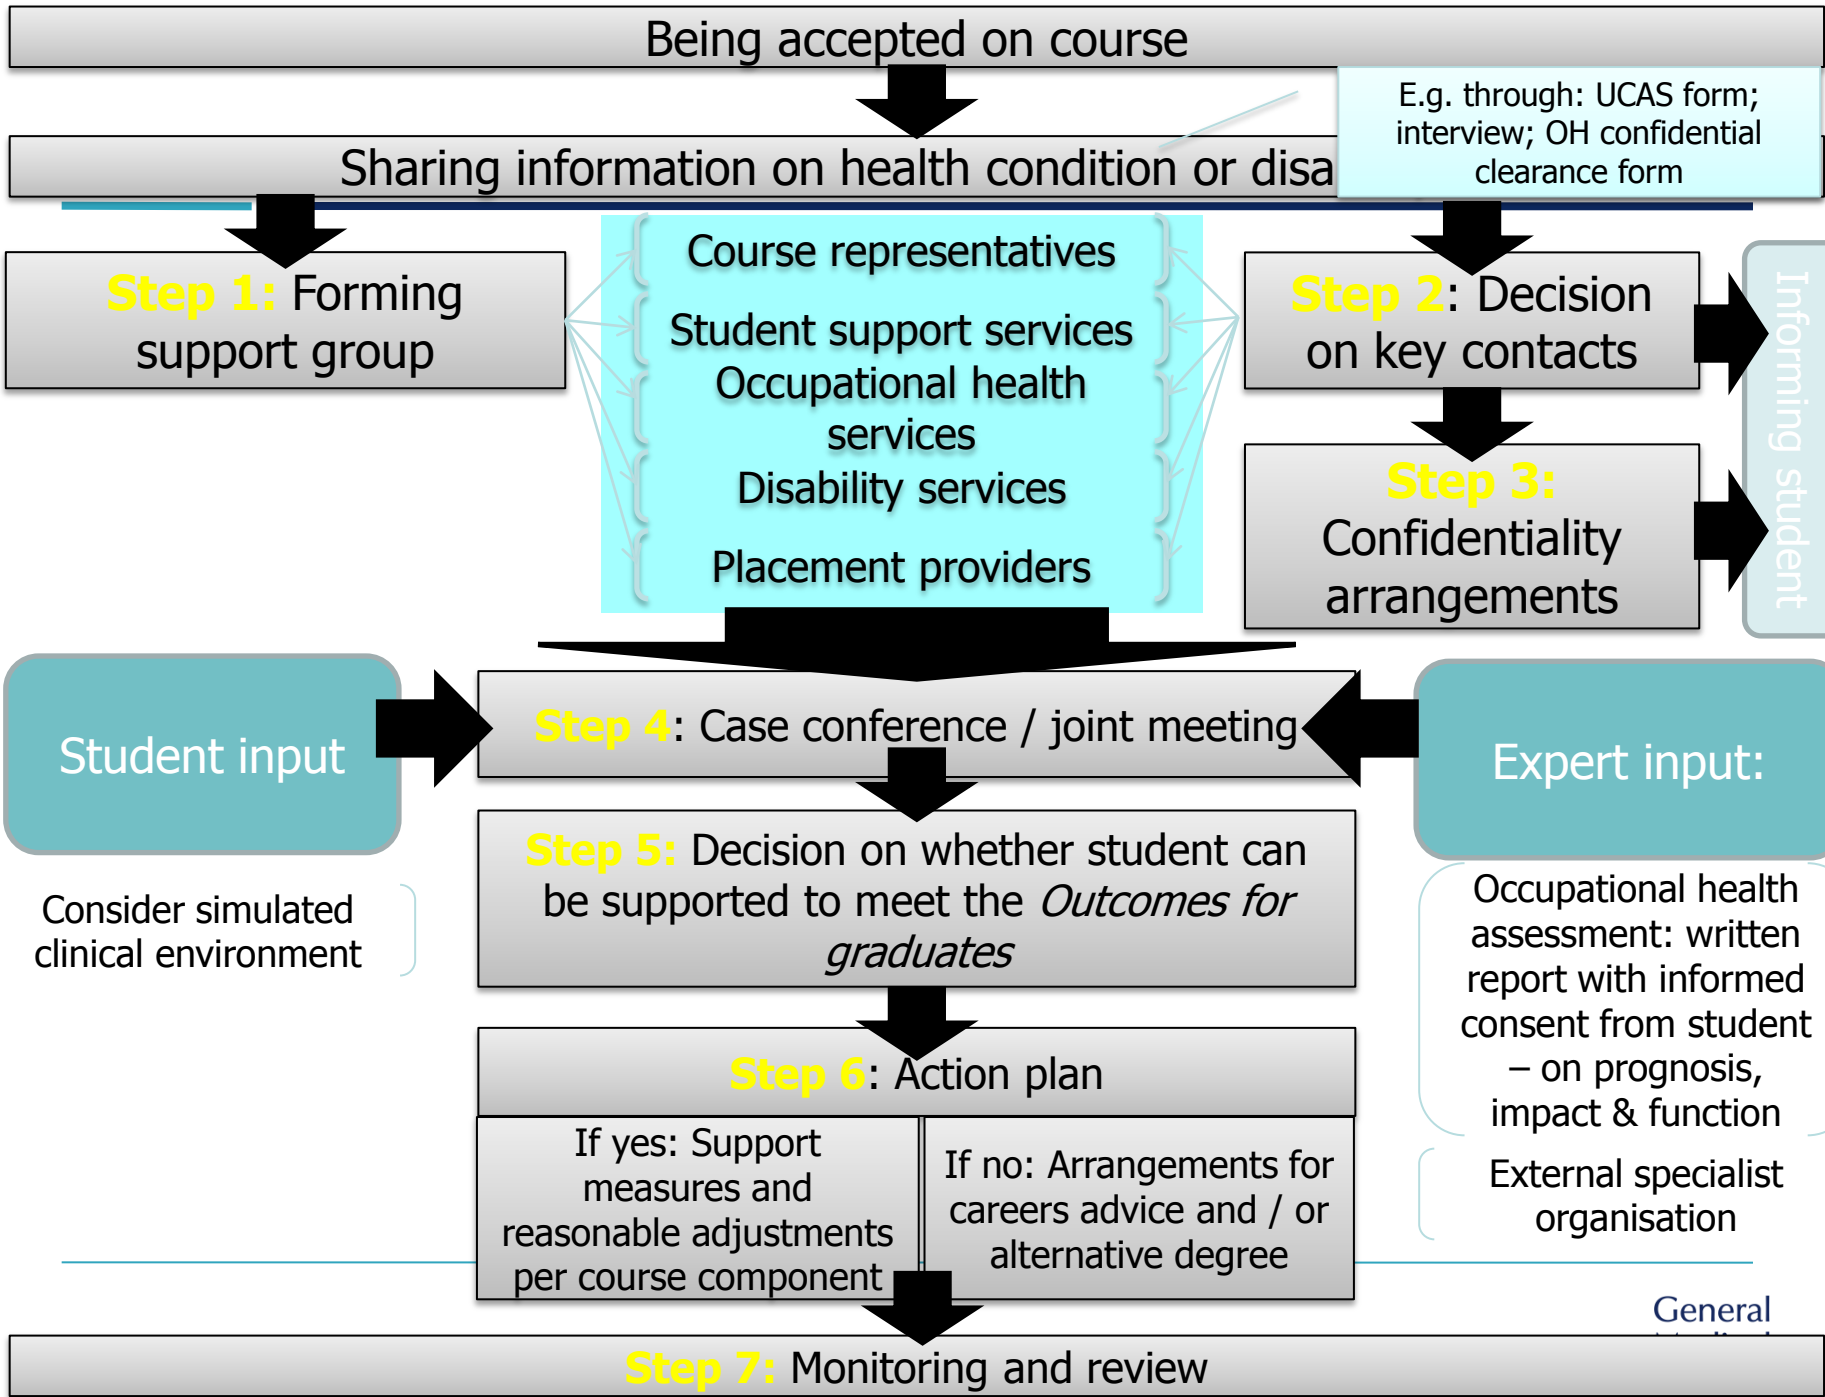 Being accepted on course
E.g. through: UCAS form;
interview; OH confidential
clearance form
Sharing information on health condition or disa
Step 1: Forming
support group
Course representatives
Student support services
Occupational health
services
Disability services
Placement providers
Step 2: Decision
on key contacts
Step 3:
Confidentiality
arrangements
Informing student
Student input
Step 4: Case conference / joint meeting
Expert input:
Consider simulated
clinical environment
Step 5: Decision on whether student can
be supported to meet the Outcomes for
graduates
Occupational health
assessment: written
report with informed
consent from student
– on prognosis,
impact & function
External specialist
organisation
Step 6: Action plan
If yes: Support
measures and
reasonable adjustments
per course component
If no: Arrangements for
careers advice and / or
alternative degree
General
Step 7: Monitoring and review